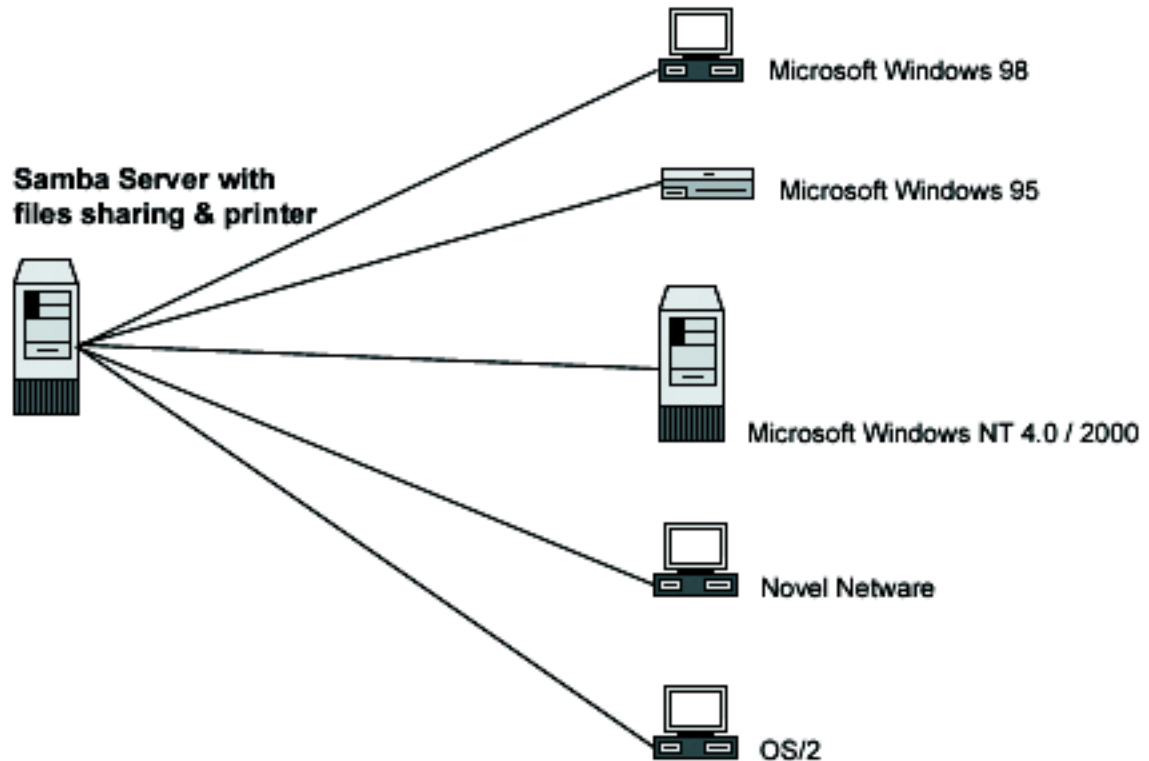 Samba Server with
files sharing & printer
Microsoft Windows 98
Microsoft Windows 95
Microsoft Windows NT 4.0 / 2000
Novel Netware
OS/2